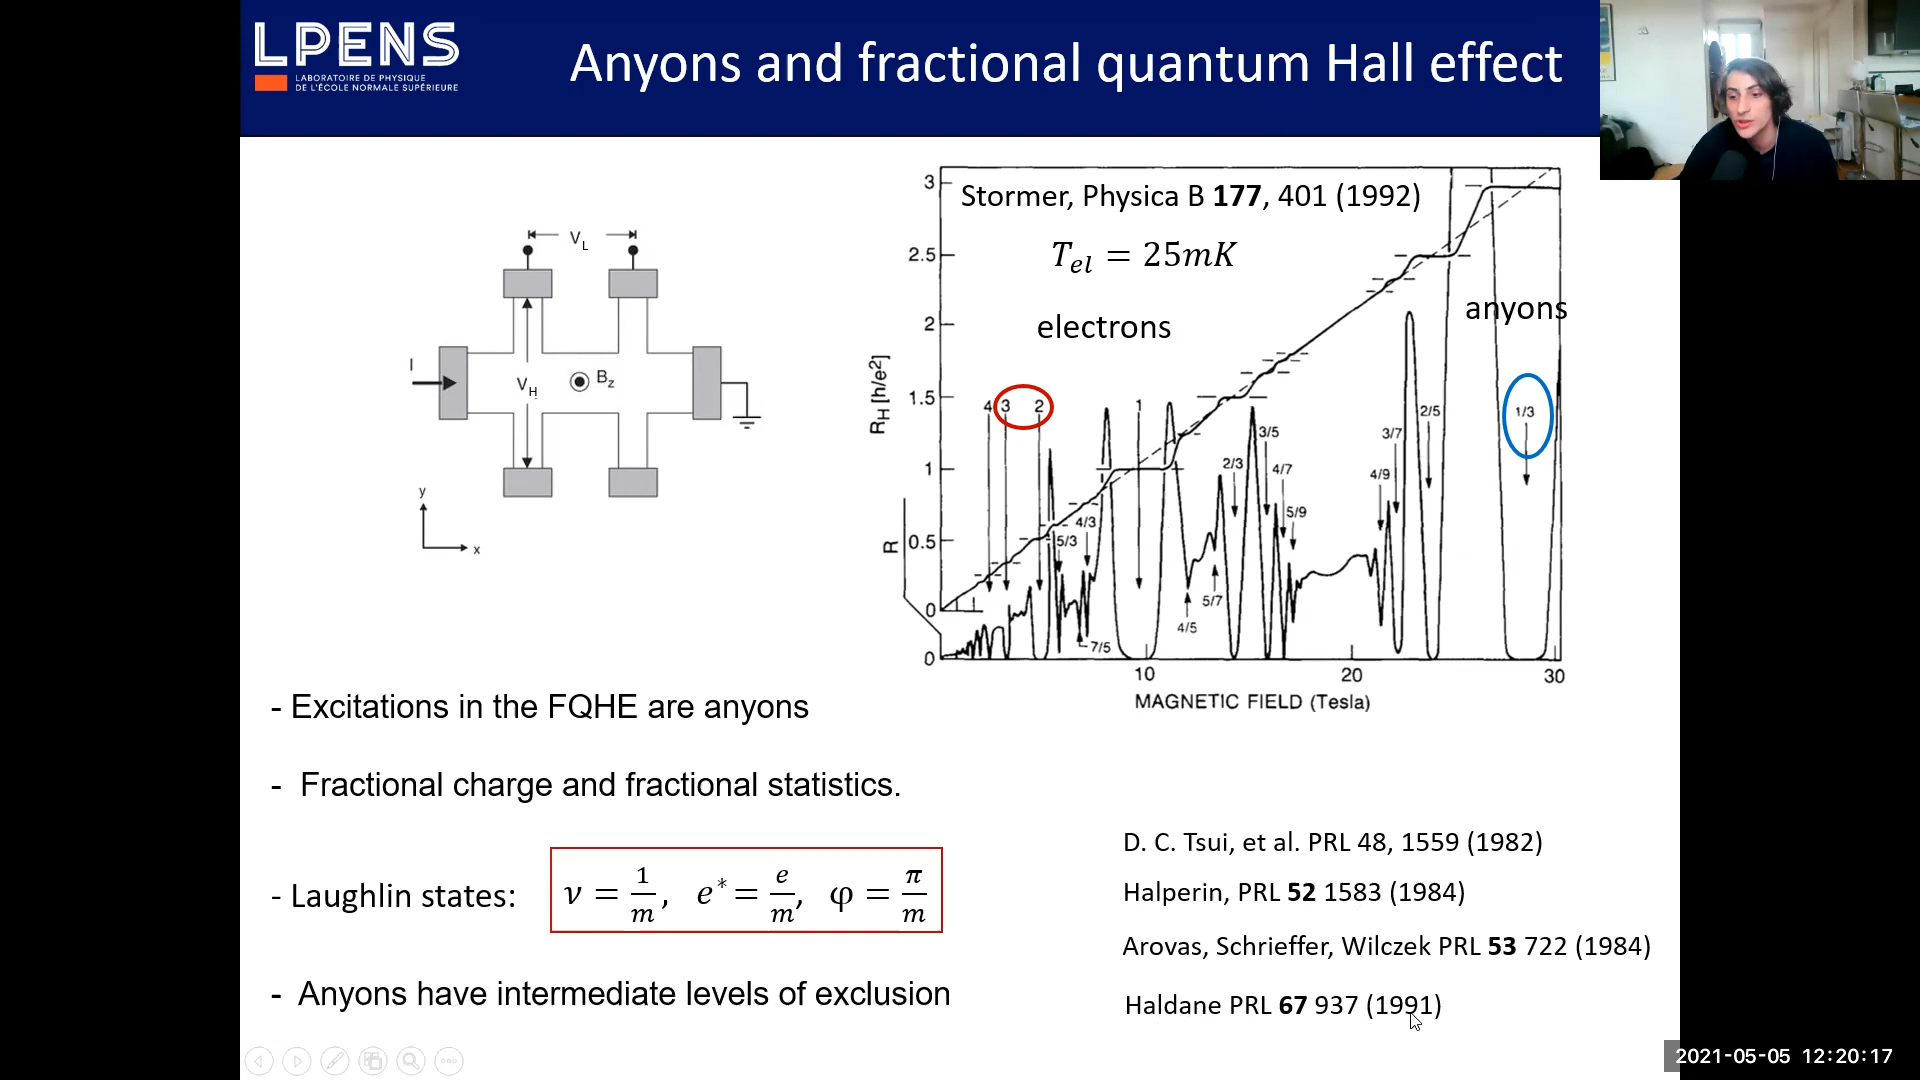 LPENS
LABORATOIRE DE PHYSIQUE
DE L'ÉCOLE NORMALE SUPÉRIEURE
Anyons and fractional quantum Hall effect
V_L
I
V_H
B_z
y
x
Stormer, Physica B 177, 401 (1992)
T_el = 25mK
electrons
anyons
R_H [h/e²]
R
3
2.5
2
1.5
1
0.5
0
0
4 3 2
1
5/3
4/3
7/5
4/5
5/7
2/3
3/5
4/7
5/9
4/9
3/7
2/5
1/3
10
20
30
MAGNETIC FIELD (Tesla)
- Excitations in the FQHE are anyons
- Fractional charge and fractional statistics.
- Laughlin states: ν = 1/m, e* = e/m, φ = π/m
- Anyons have intermediate levels of exclusion
D. C. Tsui, et al. PRL 48, 1559 (1982)
Halperin, PRL 52 1583 (1984)
Arovas, Schrieffer, Wilczek PRL 53 722 (1984)
Haldane PRL 67 937 (1991)
2021-05-05 12:20:17